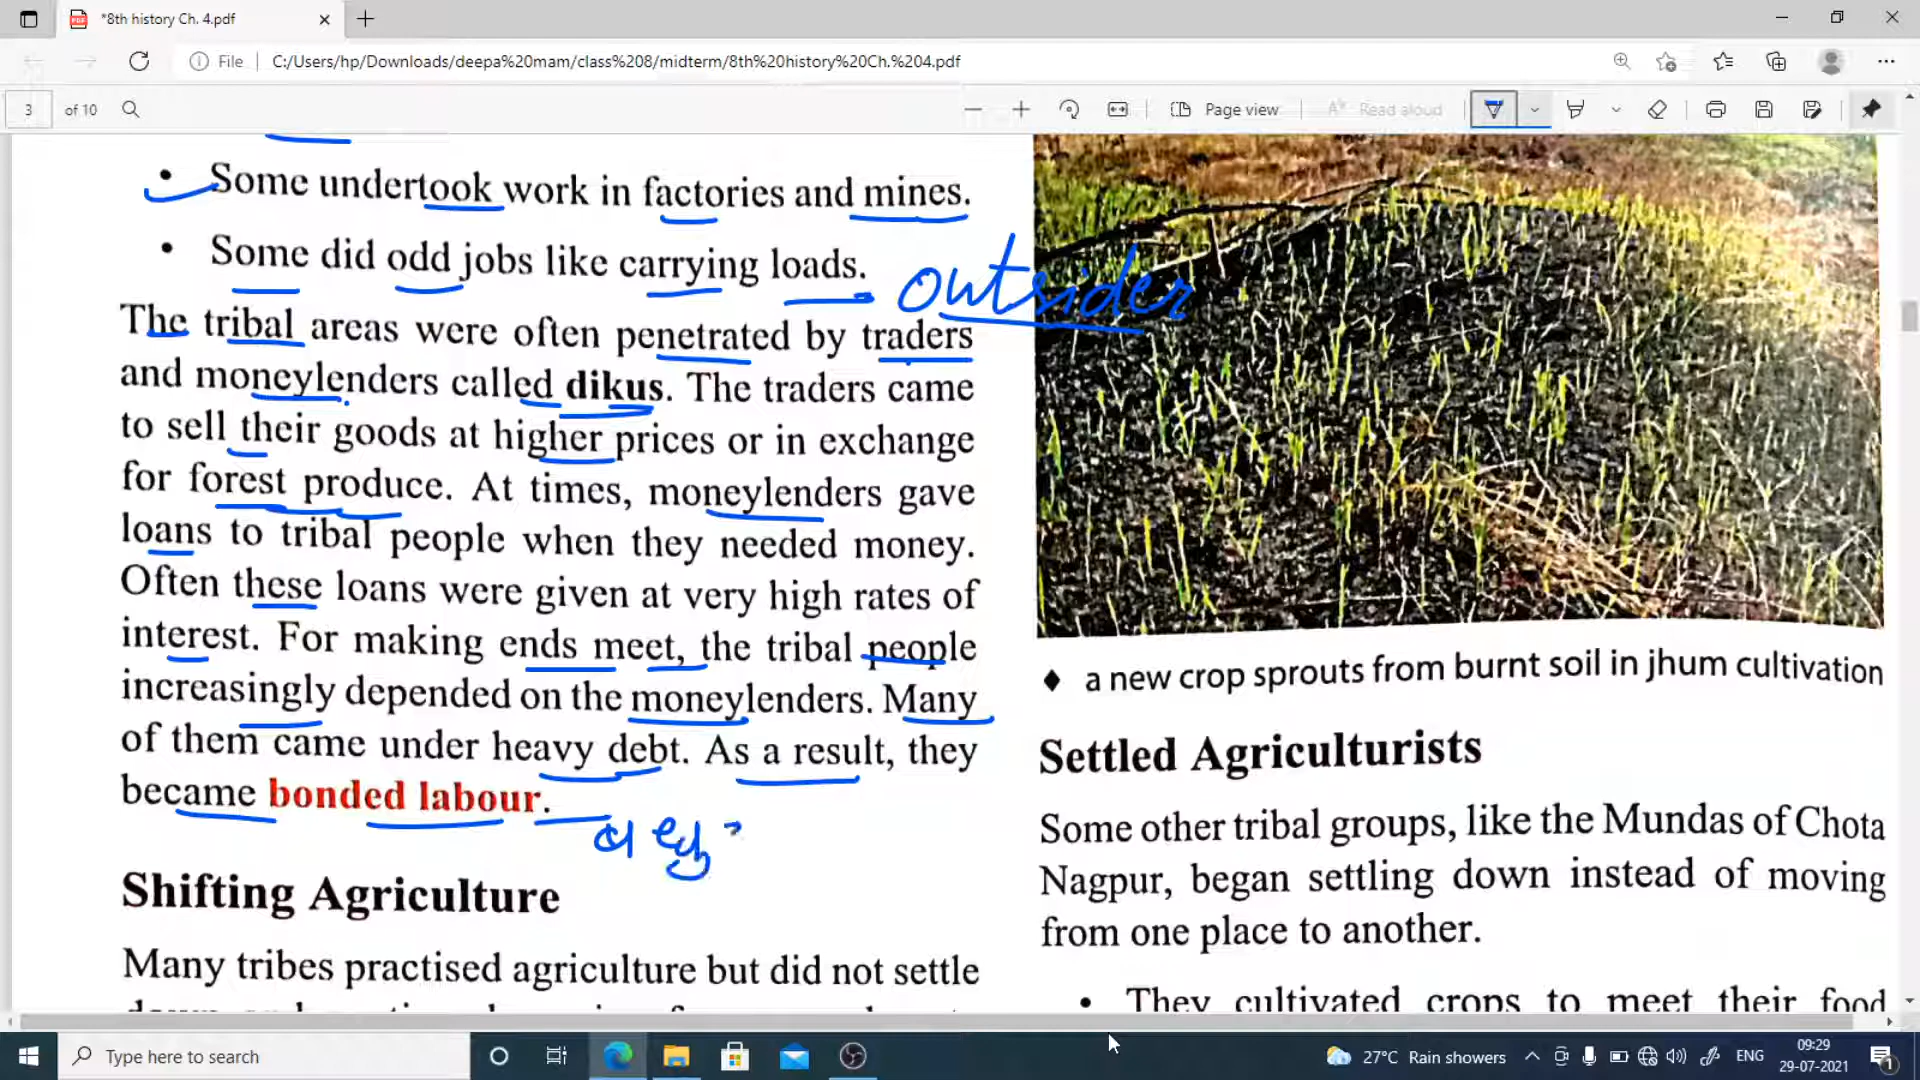 *8th history Ch. 4.pdf
File
C:/Users/hp/Downloads/deepa%20mam/class%208/midterm/8th%20history%20Ch.%204.pdf
3 of 10
Page view
Read aloud
• Some undertook work in factories and mines.
• Some did odd jobs like carrying loads.
outsider
The tribal areas were often penetrated by traders
and moneylenders called dikus. The traders came
to sell their goods at higher prices or in exchange
for forest produce. At times, moneylenders gave
loans to tribal people when they needed money.
Often these loans were given at very high rates of
interest. For making ends meet, the tribal people
increasingly depended on the moneylenders. Many
of them came under heavy debt. As a result, they
became bonded labour.
Shifting Agriculture
Many tribes practised agriculture but did not settle
♦ a new crop sprouts from burnt soil in jhum cultivation
Settled Agriculturists
Some other tribal groups, like the Mundas of Chota
Nagpur, began settling down instead of moving
from one place to another.
• They cultivated crops to meet their food
Type here to search
27°C Rain showers
ENG
09:29
29-07-2021
1